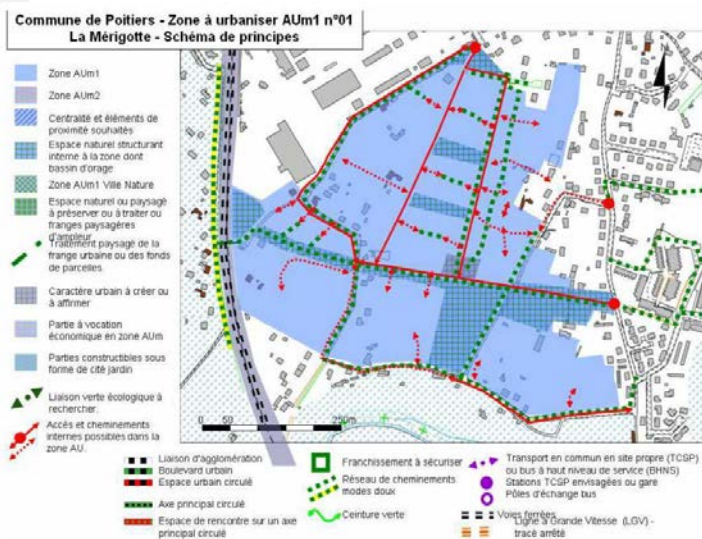 Commune de Poitiers - Zone à urbaniser AUm1 n°01
La Mérigotte - Schéma de principes
Zone AUm1
Zone AUm2
Centralité et éléments de
proximité souhaités
Espace naturel structurant
interne à la zone dont
bassin d'orage
Zone AUm1 Ville Nature
Espace naturel ou paysagé
à préserver ou à traiter ou
franges paysagères
d'ampleur
Traitement paysagé de la
frange urbaine ou des fonds
de parcelles
Caractère urbain à créer ou
à affirmer
Partie à vocation
économique en zone AUm
Parties constructibles sous
forme de cité jardin
Liaison verte écologique à
rechercher.
Accès et cheminements
internes possibles dans la
zone AU.
0 50 250m
Liaison d'agglomération
Boulevard urbain
Espace urbain circulé
Axe principal circulé
Espace de rencontre sur un axe
principal circulé
Franchissement à sécuriser
Réseau de cheminements
modes doux
Ceinture verte
Transport en commun en site propre (TCSP)
ou bus à haut niveau de service (BHNS)
Stations TCSP envisagées ou gare
Pôles d'échange bus
Voies ferrées
Ligne à Grande Vitesse (LGV) -
tracé arrêté